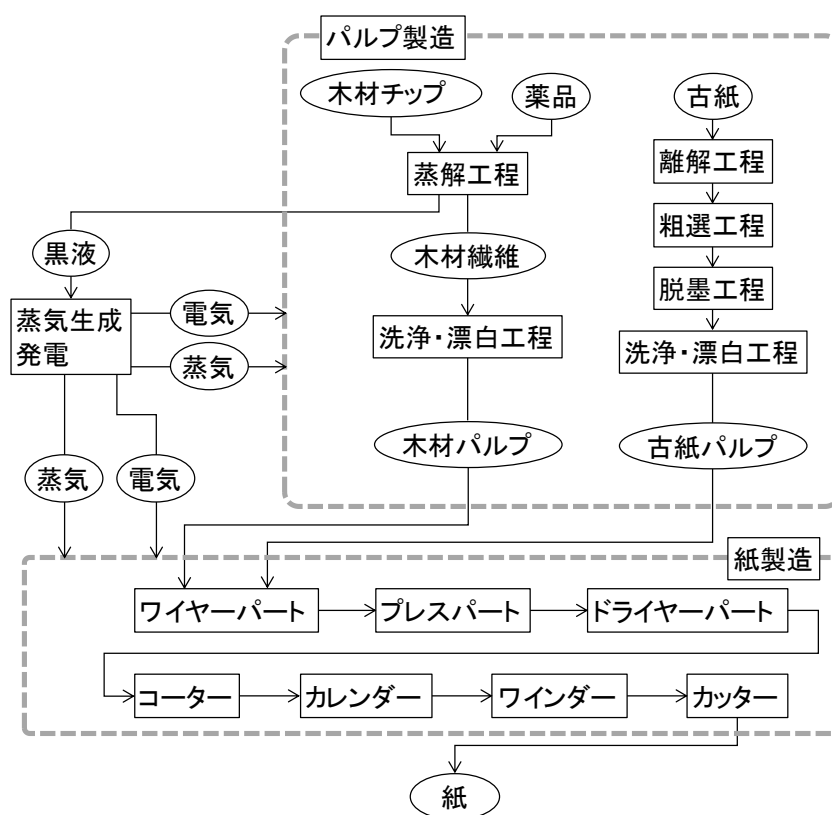 パルプ製造
木材チップ
薬品
古紙
蒸解工程
離解工程
粗選工程
黒液
木材繊維
脱墨工程
蒸気生成
発電
電気
蒸気
洗浄・漂白工程
洗浄・漂白工程
木材パルプ
古紙パルプ
蒸気
電気
紙製造
ワイヤーパート
プレスパート
ドライヤーパート
コーター
カレンダー
ワインダー
カッター
紙